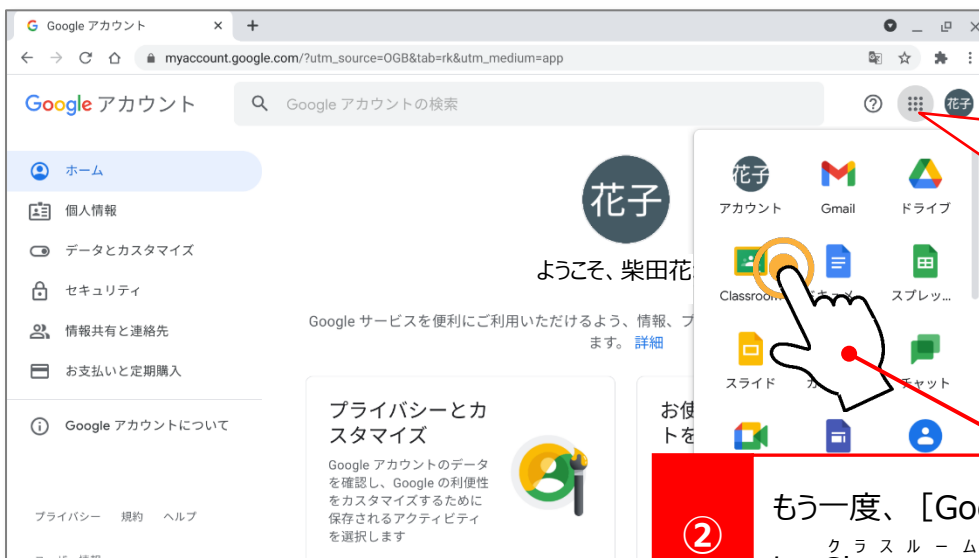 Google アカウント
myaccount.google.com/?utm_source=OGB&tab=rk&utm_medium=app
Google アカウント
Google アカウントの検索
花子
ホーム
個人情報
データとカスタマイズ
セキュリティ
情報共有と連絡先
お支払いと定期購入
Google アカウントについて
プライバシー 規約 ヘルプ
花子
ようこそ、柴田花
Google サービスを便利にご利用いただけるよう、情報、プ
ます。 詳細
プライバシーとカ
スタマイズ
Google アカウントのデータ
を確認し、Google の利便性
をカスタマイズするために
保存されるアクティビティ
を選択します
お使
トを
花子
アカウント
Gmail
ドライブ
Classroom
スプレッ...
スライド
チャット
②
もう一度、［Goo
クラスルーム